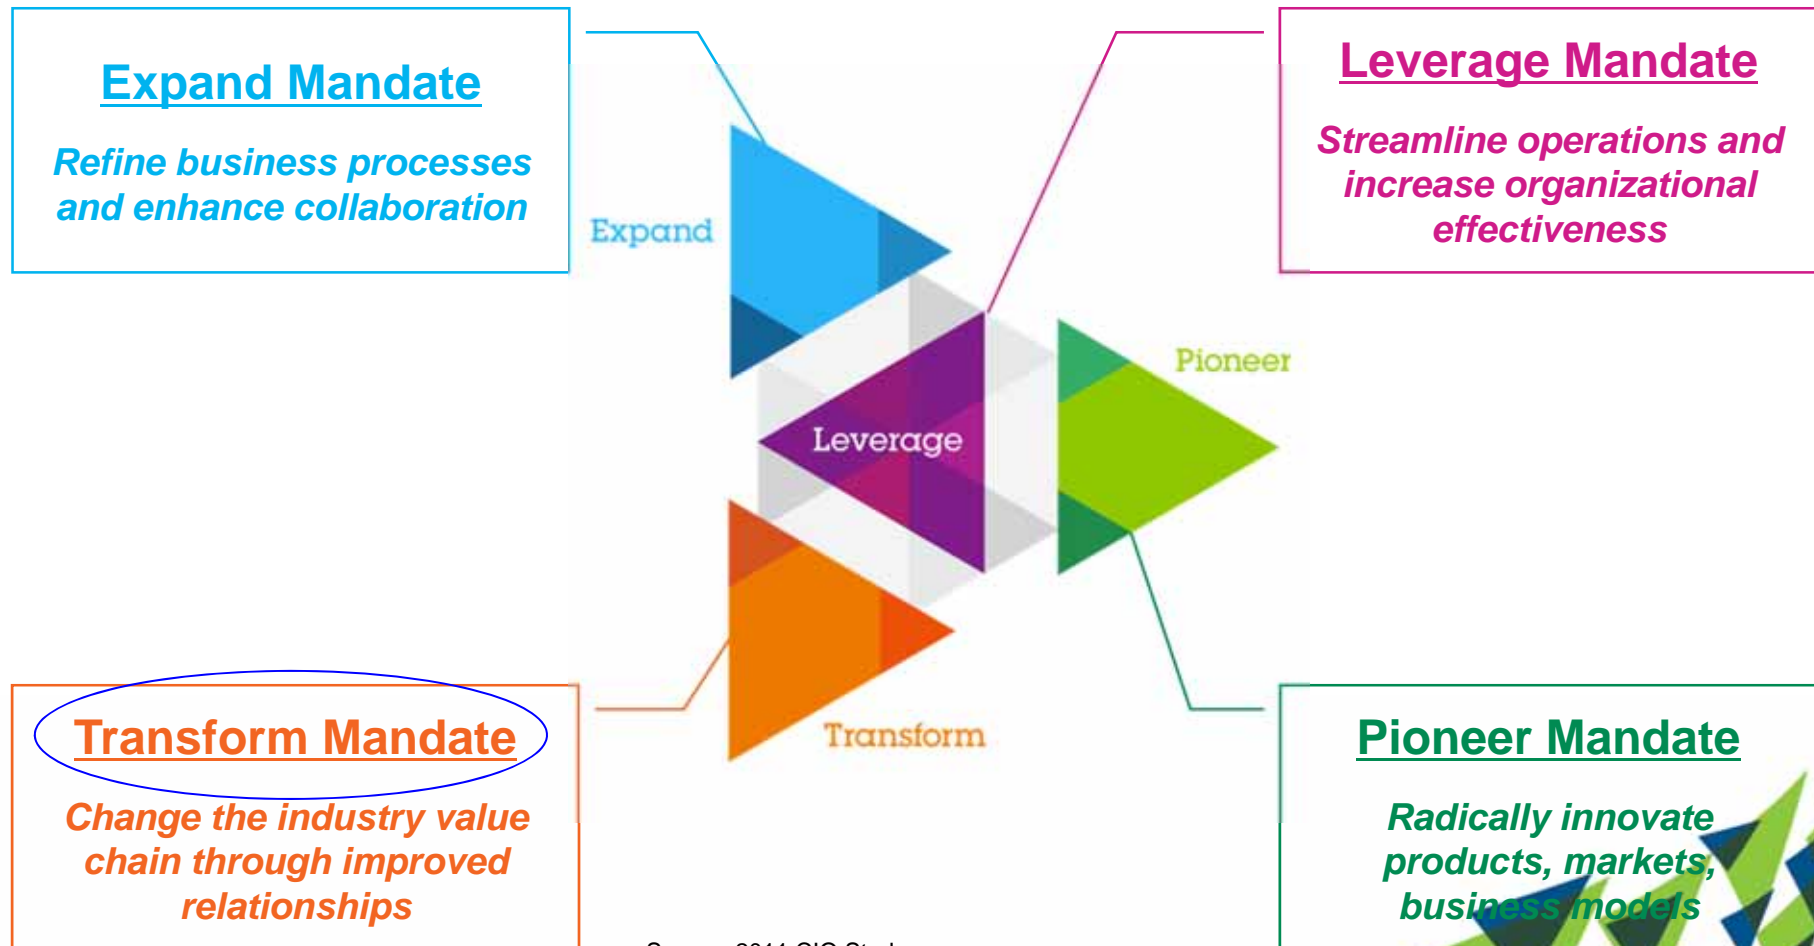 Expand Mandate
Refine business processes
and enhance collaboration
Leverage Mandate
Streamline operations and
increase organizational
effectiveness
Expand
Pioneer
Leverage
Transform
Transform Mandate
Change the industry value
chain through improved
relationships
Pioneer Mandate
Radically innovate
products, markets,
business models
2011 CIO